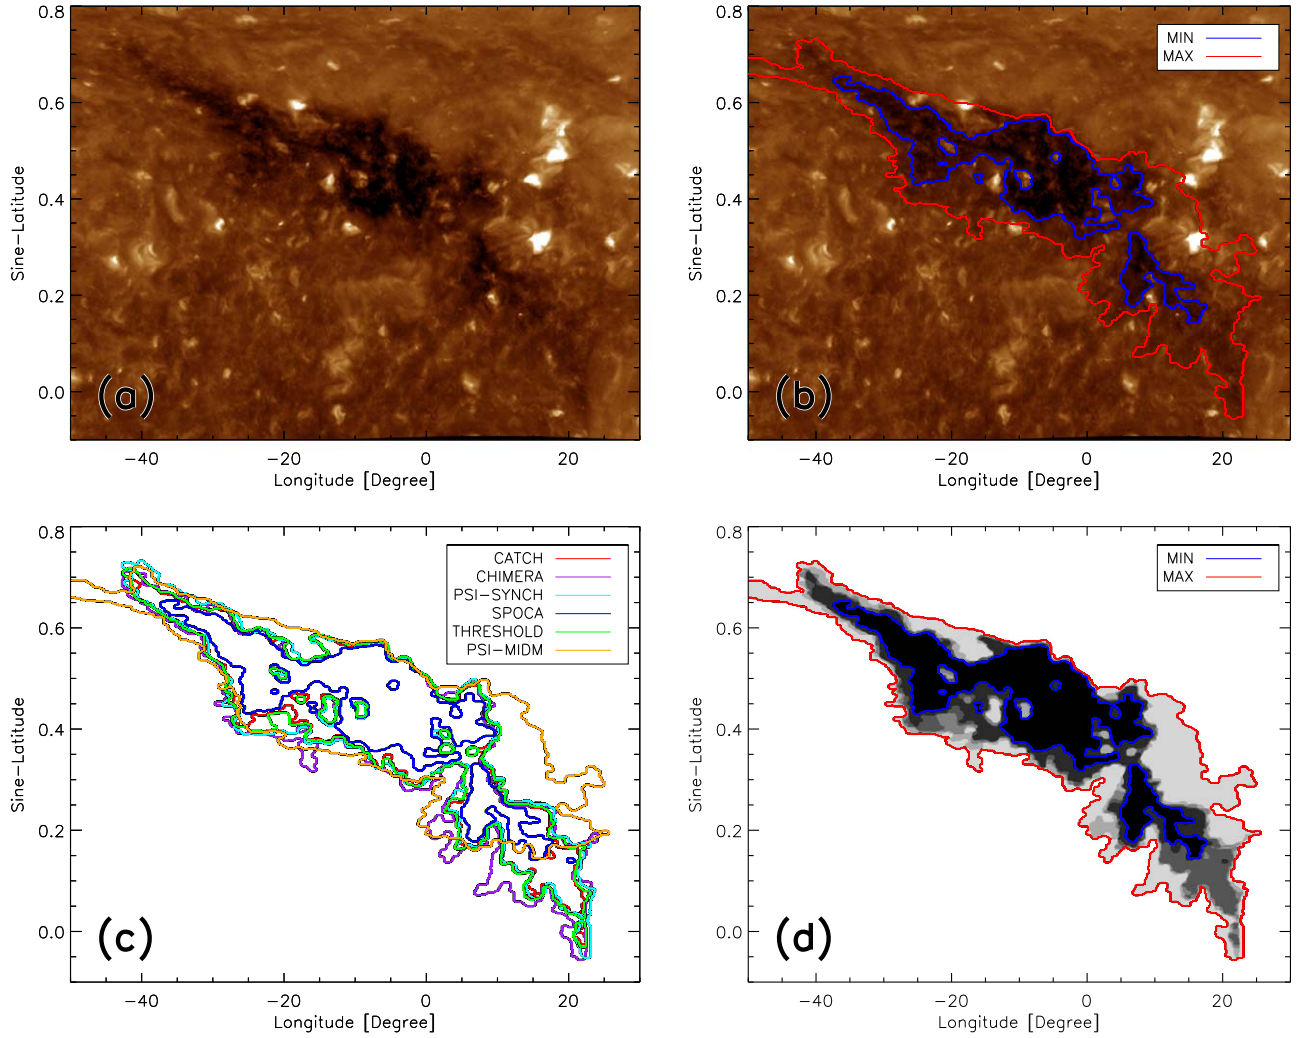 0.8
0.6
0.4
0.2
0.0
Sine-Latitude
(a)
-40
-20
0
20
Longitude [Degree]
0.8
0.6
0.4
0.2
0.0
Sine-Latitude
MIN
MAX
(b)
-40
-20
0
20
Longitude [Degree]
0.8
0.6
0.4
0.2
0.0
Sine-Latitude
CATCH
CHIMERA
PSI-SYNCH
SPOCA
THRESHOLD
PSI-MIDM
(c)
-40
-20
0
20
Longitude [Degree]
0.8
0.6
0.4
0.2
0.0
Sine-Latitude
MIN
MAX
(d)
-40
-20
0
20
Longitude [Degree]